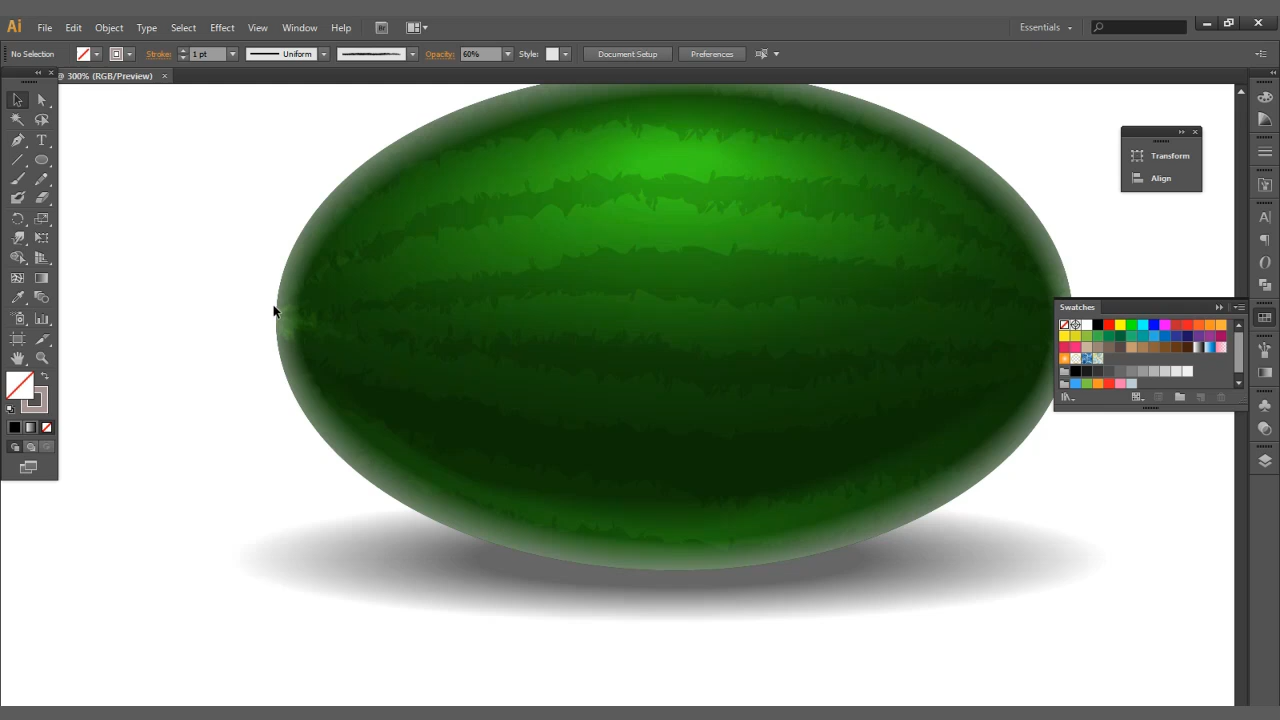 Ai File Edit Object Type Select Effect View Window Help Br Essentials
No Selection Stroke: 1 pt Uniform Opacity: 60% Style: Document Setup Preferences
@ 300% (RGB/Preview)
Transform
Align
Swatches